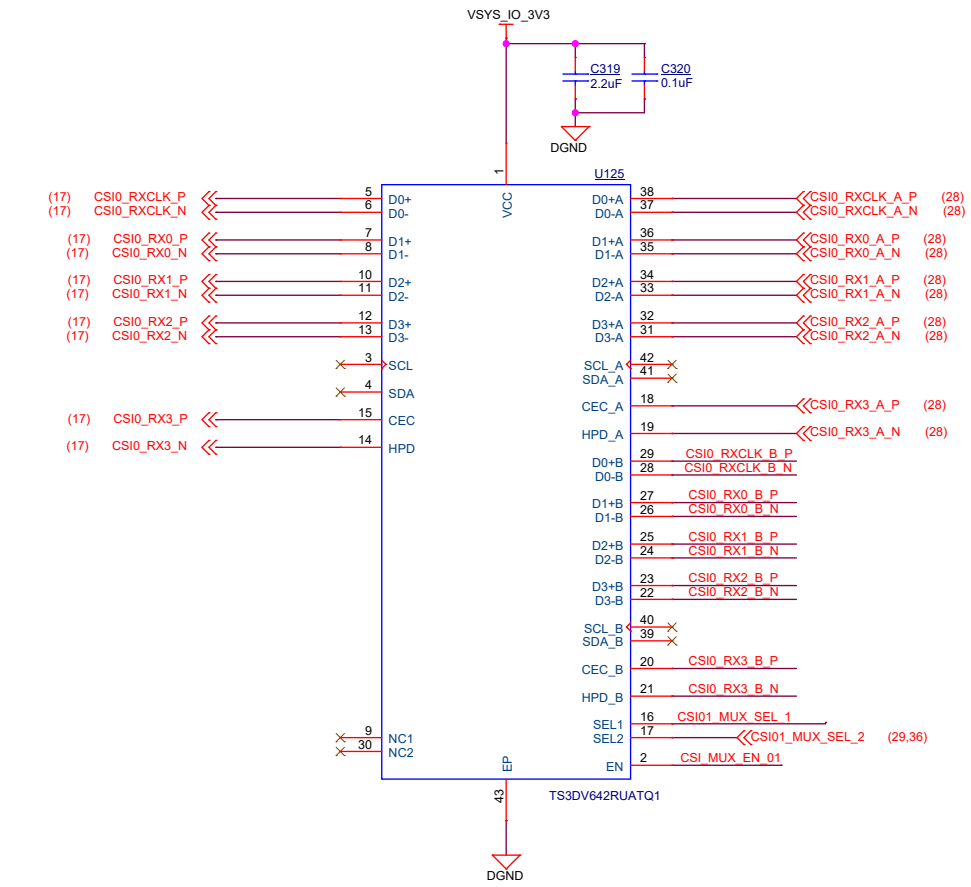 VSYS_IO_3V3
C319
2.2uF
C320
0.1uF
DGND
1
VCC
U125
(17) CSI0_RXCLK_P 5 D0+ D0+A 38 CSI0_RXCLK_A_P (28)
(17) CSI0_RXCLK_N 6 D0- D0-A 37 CSI0_RXCLK_A_N (28)
(17) CSI0_RX0_P 7 D1+ D1+A 36 CSI0_RX0_A_P (28)
(17) CSI0_RX0_N 8 D1- D1-A 35 CSI0_RX0_A_N (28)
(17) CSI0_RX1_P 10 D2+ D2+A 34 CSI0_RX1_A_P (28)
(17) CSI0_RX1_N 11 D2- D2-A 33 CSI0_RX1_A_N (28)
(17) CSI0_RX2_P 12 D3+ D3+A 32 CSI0_RX2_A_P (28)
(17) CSI0_RX2_N 13 D3- D3-A 31 CSI0_RX2_A_N (28)
3 SCL SCL_A 42
SDA_A 41
4 SDA
CEC_A 18 CSI0_RX3_A_P (28)
(17) CSI0_RX3_P 15 CEC
HPD_A 19 CSI0_RX3_A_N (28)
(17) CSI0_RX3_N 14 HPD
D0+B 29 CSI0_RXCLK_B_P
D0-B 28 CSI0_RXCLK_B_N
D1+B 27 CSI0_RX0_B_P
D1-B 26 CSI0_RX0_B_N
D2+B 25 CSI0_RX1_B_P
D2-B 24 CSI0_RX1_B_N
D3+B 23 CSI0_RX2_B_P
D3-B 22 CSI0_RX2_B_N
SCL_B 40
SDA_B 39
CEC_B 20 CSI0_RX3_B_P
HPD_B 21 CSI0_RX3_B_N
SEL1 16 CSI01_MUX_SEL_1
9 NC1 SEL2 17 CSI01_MUX_SEL_2 (29,36)
30 NC2
EN 2 CSI_MUX_EN_01
EP
43
TS3DV642RUATQ1
DGND